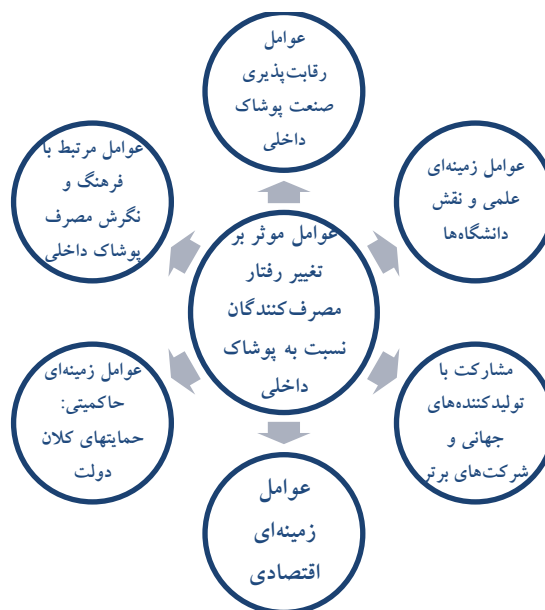 عوامل
رقابت‌پذیری
صنعت پوشاک
داخلی
عوامل زمینه‌ای
علمی و نقش
دانشگاه‌ها
مشارکت با
تولیدکننده‌های
جهانی و
شرکت‌های برتر
عوامل
زمینه‌ای
اقتصادی
عوامل زمینه‌ای
حاکمیتی:
حمایتهای کلان
دولت
عوامل مرتبط با
فرهنگ و
نگرش مصرف
پوشاک داخلی
عوامل موثر بر
تغییر رفتار
مصرف‌کنندگان
نسبت به پوشاک
داخلی